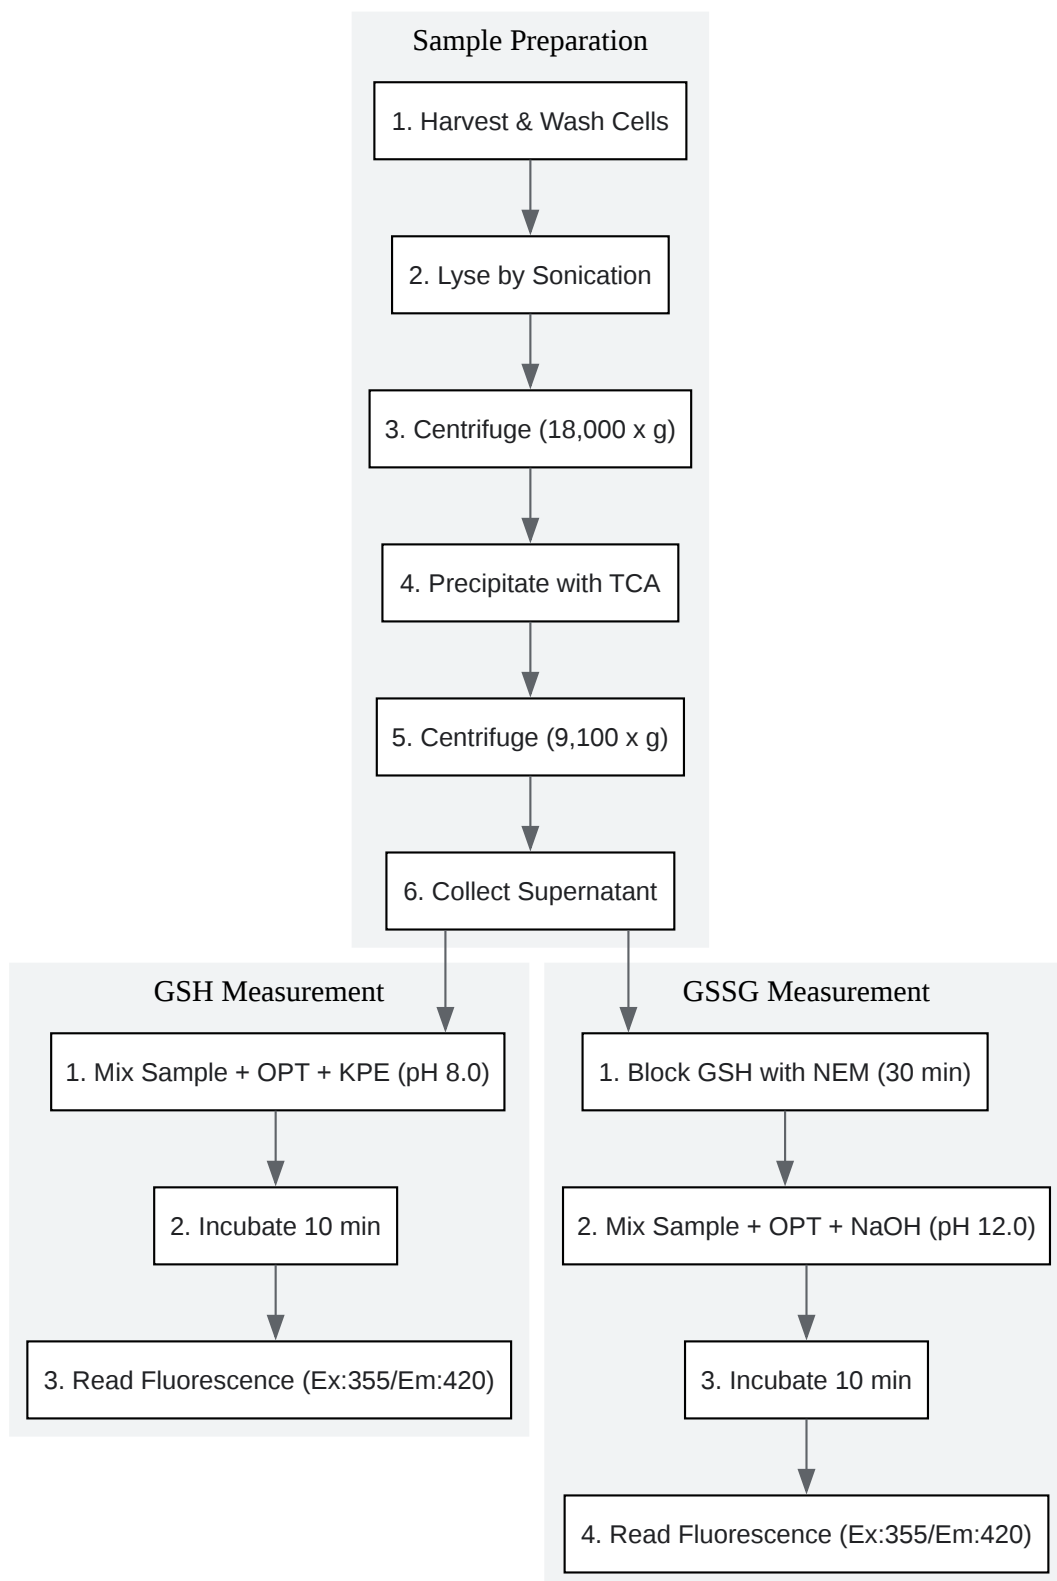 Sample Preparation
1. Harvest & Wash Cells
2. Lyse by Sonication
3. Centrifuge (18,000 x g)
4. Precipitate with TCA
5. Centrifuge (9,100 x g)
6. Collect Supernatant
GSH Measurement
1. Mix Sample + OPT + KPE (pH 8.0)
2. Incubate 10 min
3. Read Fluorescence (Ex:355/Em:420)
GSSG Measurement
1. Block GSH with NEM (30 min)
2. Mix Sample + OPT + NaOH (pH 12.0)
3. Incubate 10 min
4. Read Fluorescence (Ex:355/Em:420)